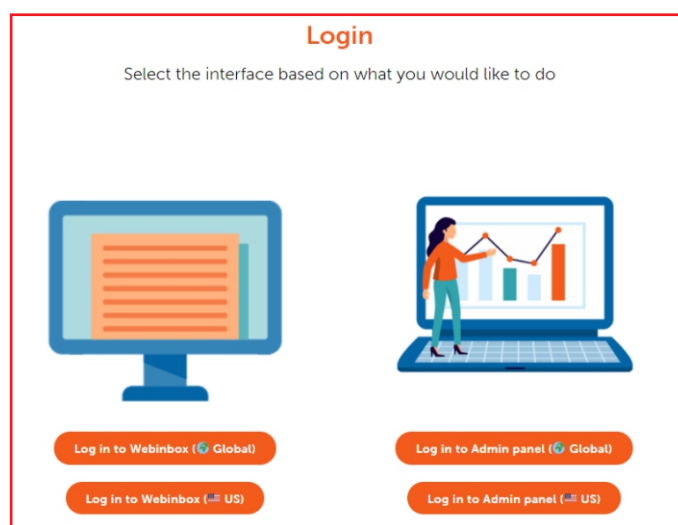 Login
Select the interface based on what you would like to do
Log in to Webinbox (🌍 Global)
Log in to Admin panel (🌍 Global)
Log in to Webinbox (🇺🇸 US)
Log in to Admin panel (🇺🇸 US)